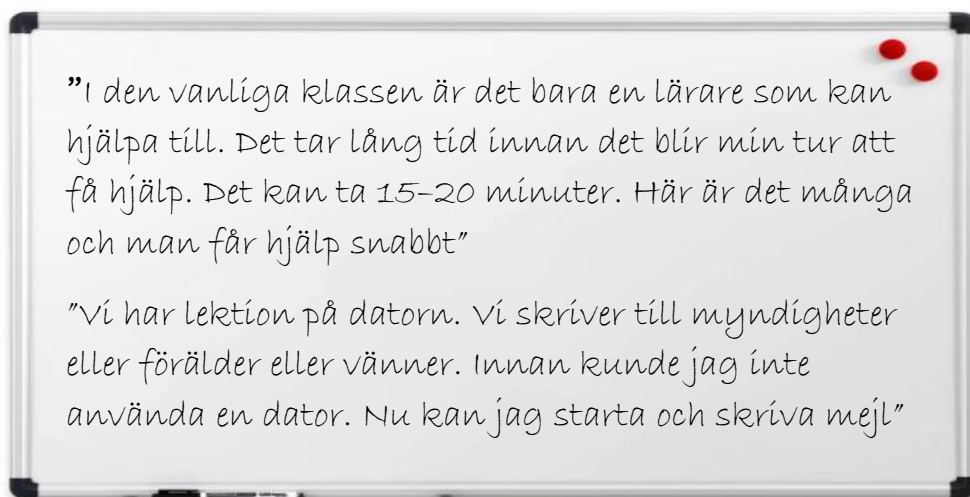 ”I den vanliga klassen är det bara en lärare som kan
hjälpa till. Det tar lång tid innan det blir min tur att
få hjälp. Det kan ta 15–20 minuter. Här är det många
och man får hjälp snabbt”
”Vi har lektion på datorn. Vi skriver till myndigheter
eller förälder eller vänner. Innan kunde jag inte
använda en dator. Nu kan jag starta och skriva mejl”